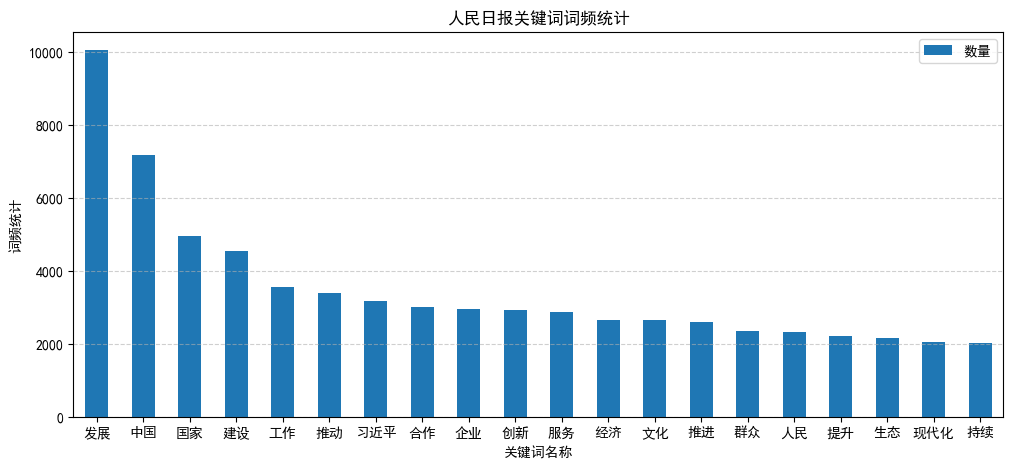 人民日报关键词词频统计
数量
词频统计
10000
8000
6000
4000
2000
0
发展 中国 国家 建设 工作 推动 习近平 合作 企业 创新 服务 经济 文化 推进 群众 人民 提升 生态 现代化 持续
关键词名称